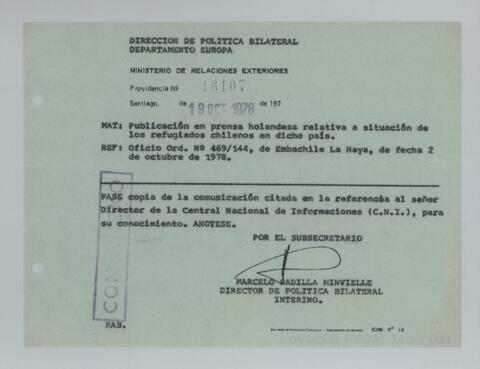 DIRECCION DE POLITICA BILATERAL
DEPARTAMENTO EUROPA
MINISTERIO DE RELACIONES EXTERIORES
Providencia Nº 16107
Santiago, de 19 OCT 1978 de 197
MAT: Publicación en prensa holandesa relativa a situación de
los refugiados chilenos en dicho país.
REF: Oficio Ord. Nº 469/144, de Embachile La Haya, de fecha 2
de octubre de 1978.
PASE copia de la comunicación citada en la referencia al señor
Director de la Central Nacional de Informaciones (C.N.I.), para
su conocimiento. ANOTESE.
POR EL SUBSECRETARIO
MARCELO PADILLA MINVIELLE
DIRECTOR DE POLITICA BILATERAL
INTERINO.
RAB.
FORM. Nº 14